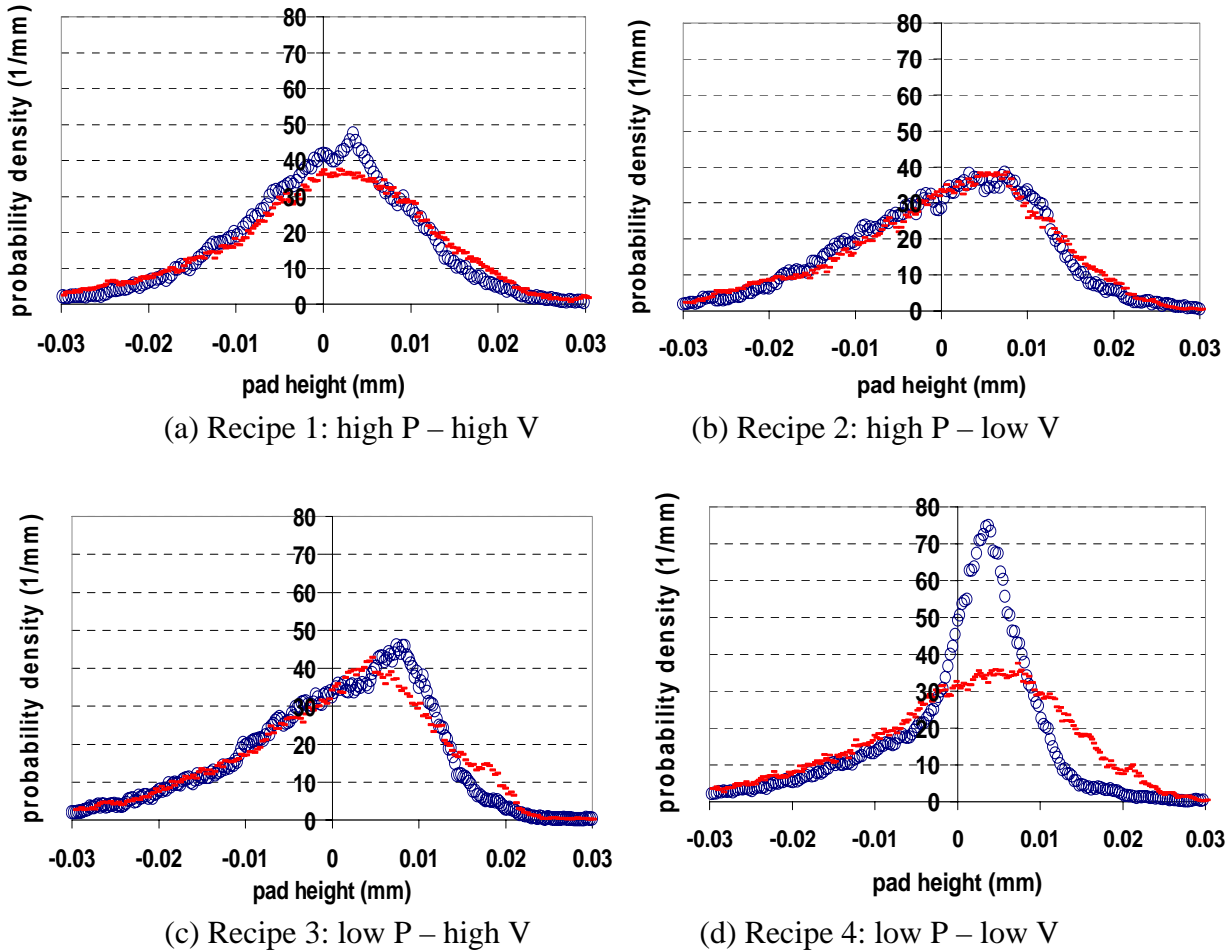 probability density (1/mm)
80
70
60
50
40
30
20
10
0
-0.03 -0.02 -0.01 0 0.01 0.02 0.03
pad height (mm)
(a) Recipe 1: high P – high V
probability density (1/mm)
80
70
60
50
40
30
20
10
0
-0.03 -0.02 -0.01 0 0.01 0.02 0.03
pad height (mm)
(b) Recipe 2: high P – low V
probability density (1/mm)
80
70
60
50
40
30
20
10
0
-0.03 -0.02 -0.01 0 0.01 0.02 0.03
pad height (mm)
(c) Recipe 3: low P – high V
probability density (1/mm)
80
70
60
50
40
30
20
10
0
-0.03 -0.02 -0.01 0 0.01 0.02 0.03
pad height (mm)
(d) Recipe 4: low P – low V